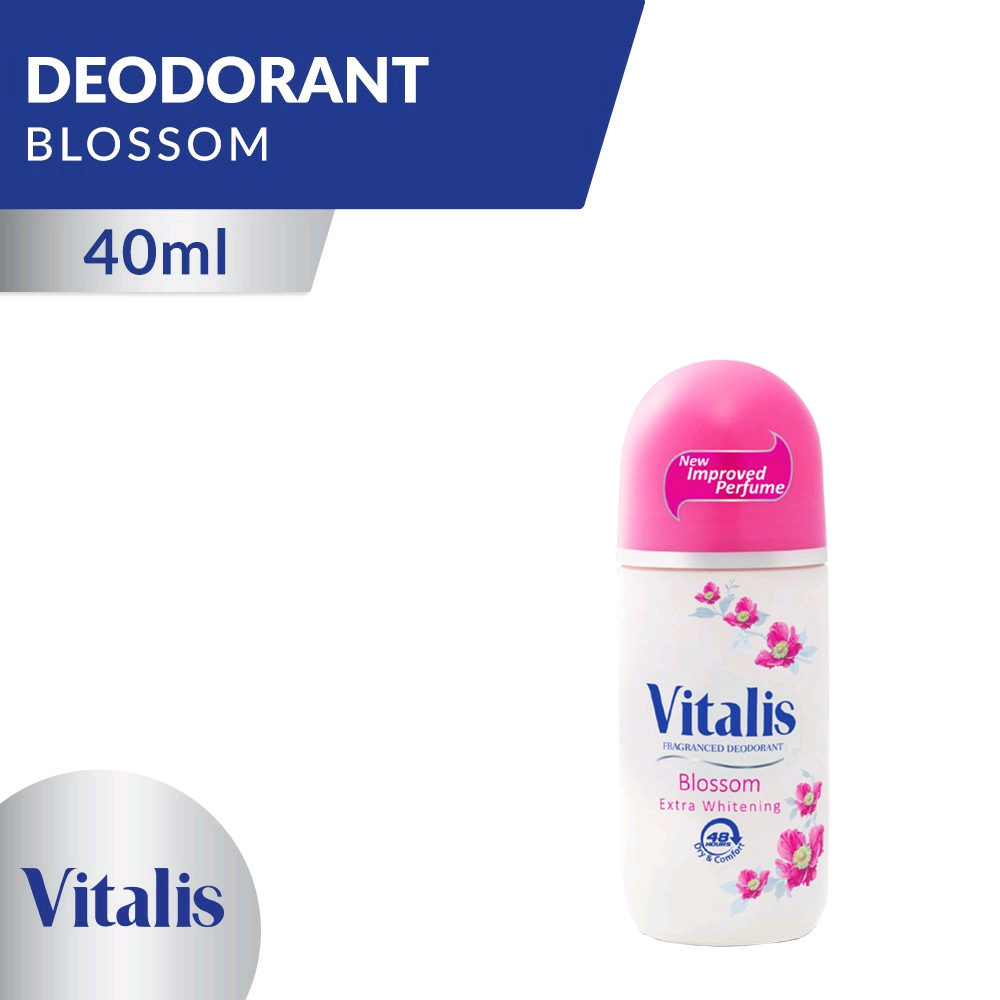 DEODORANT
BLOSSOM
40ml
New
Improved
Perfume
Vitalis
FRAGRANCED DEODORANT
Blossom
Extra Whitening
48
HOURS
Dry & Comfort
Vitalis